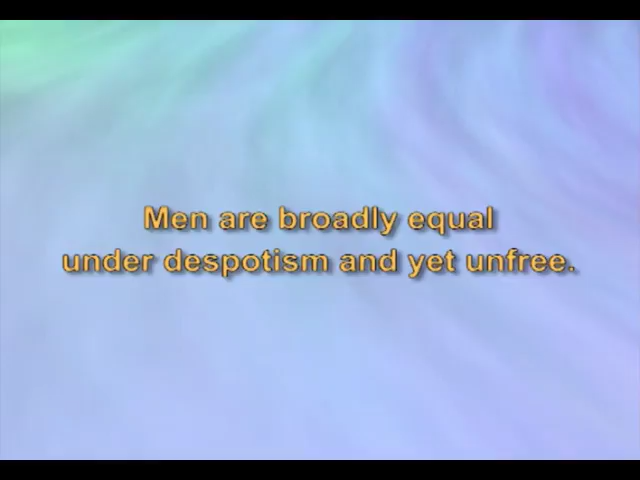 Men are broadly equal
under despotism and yet unfree.